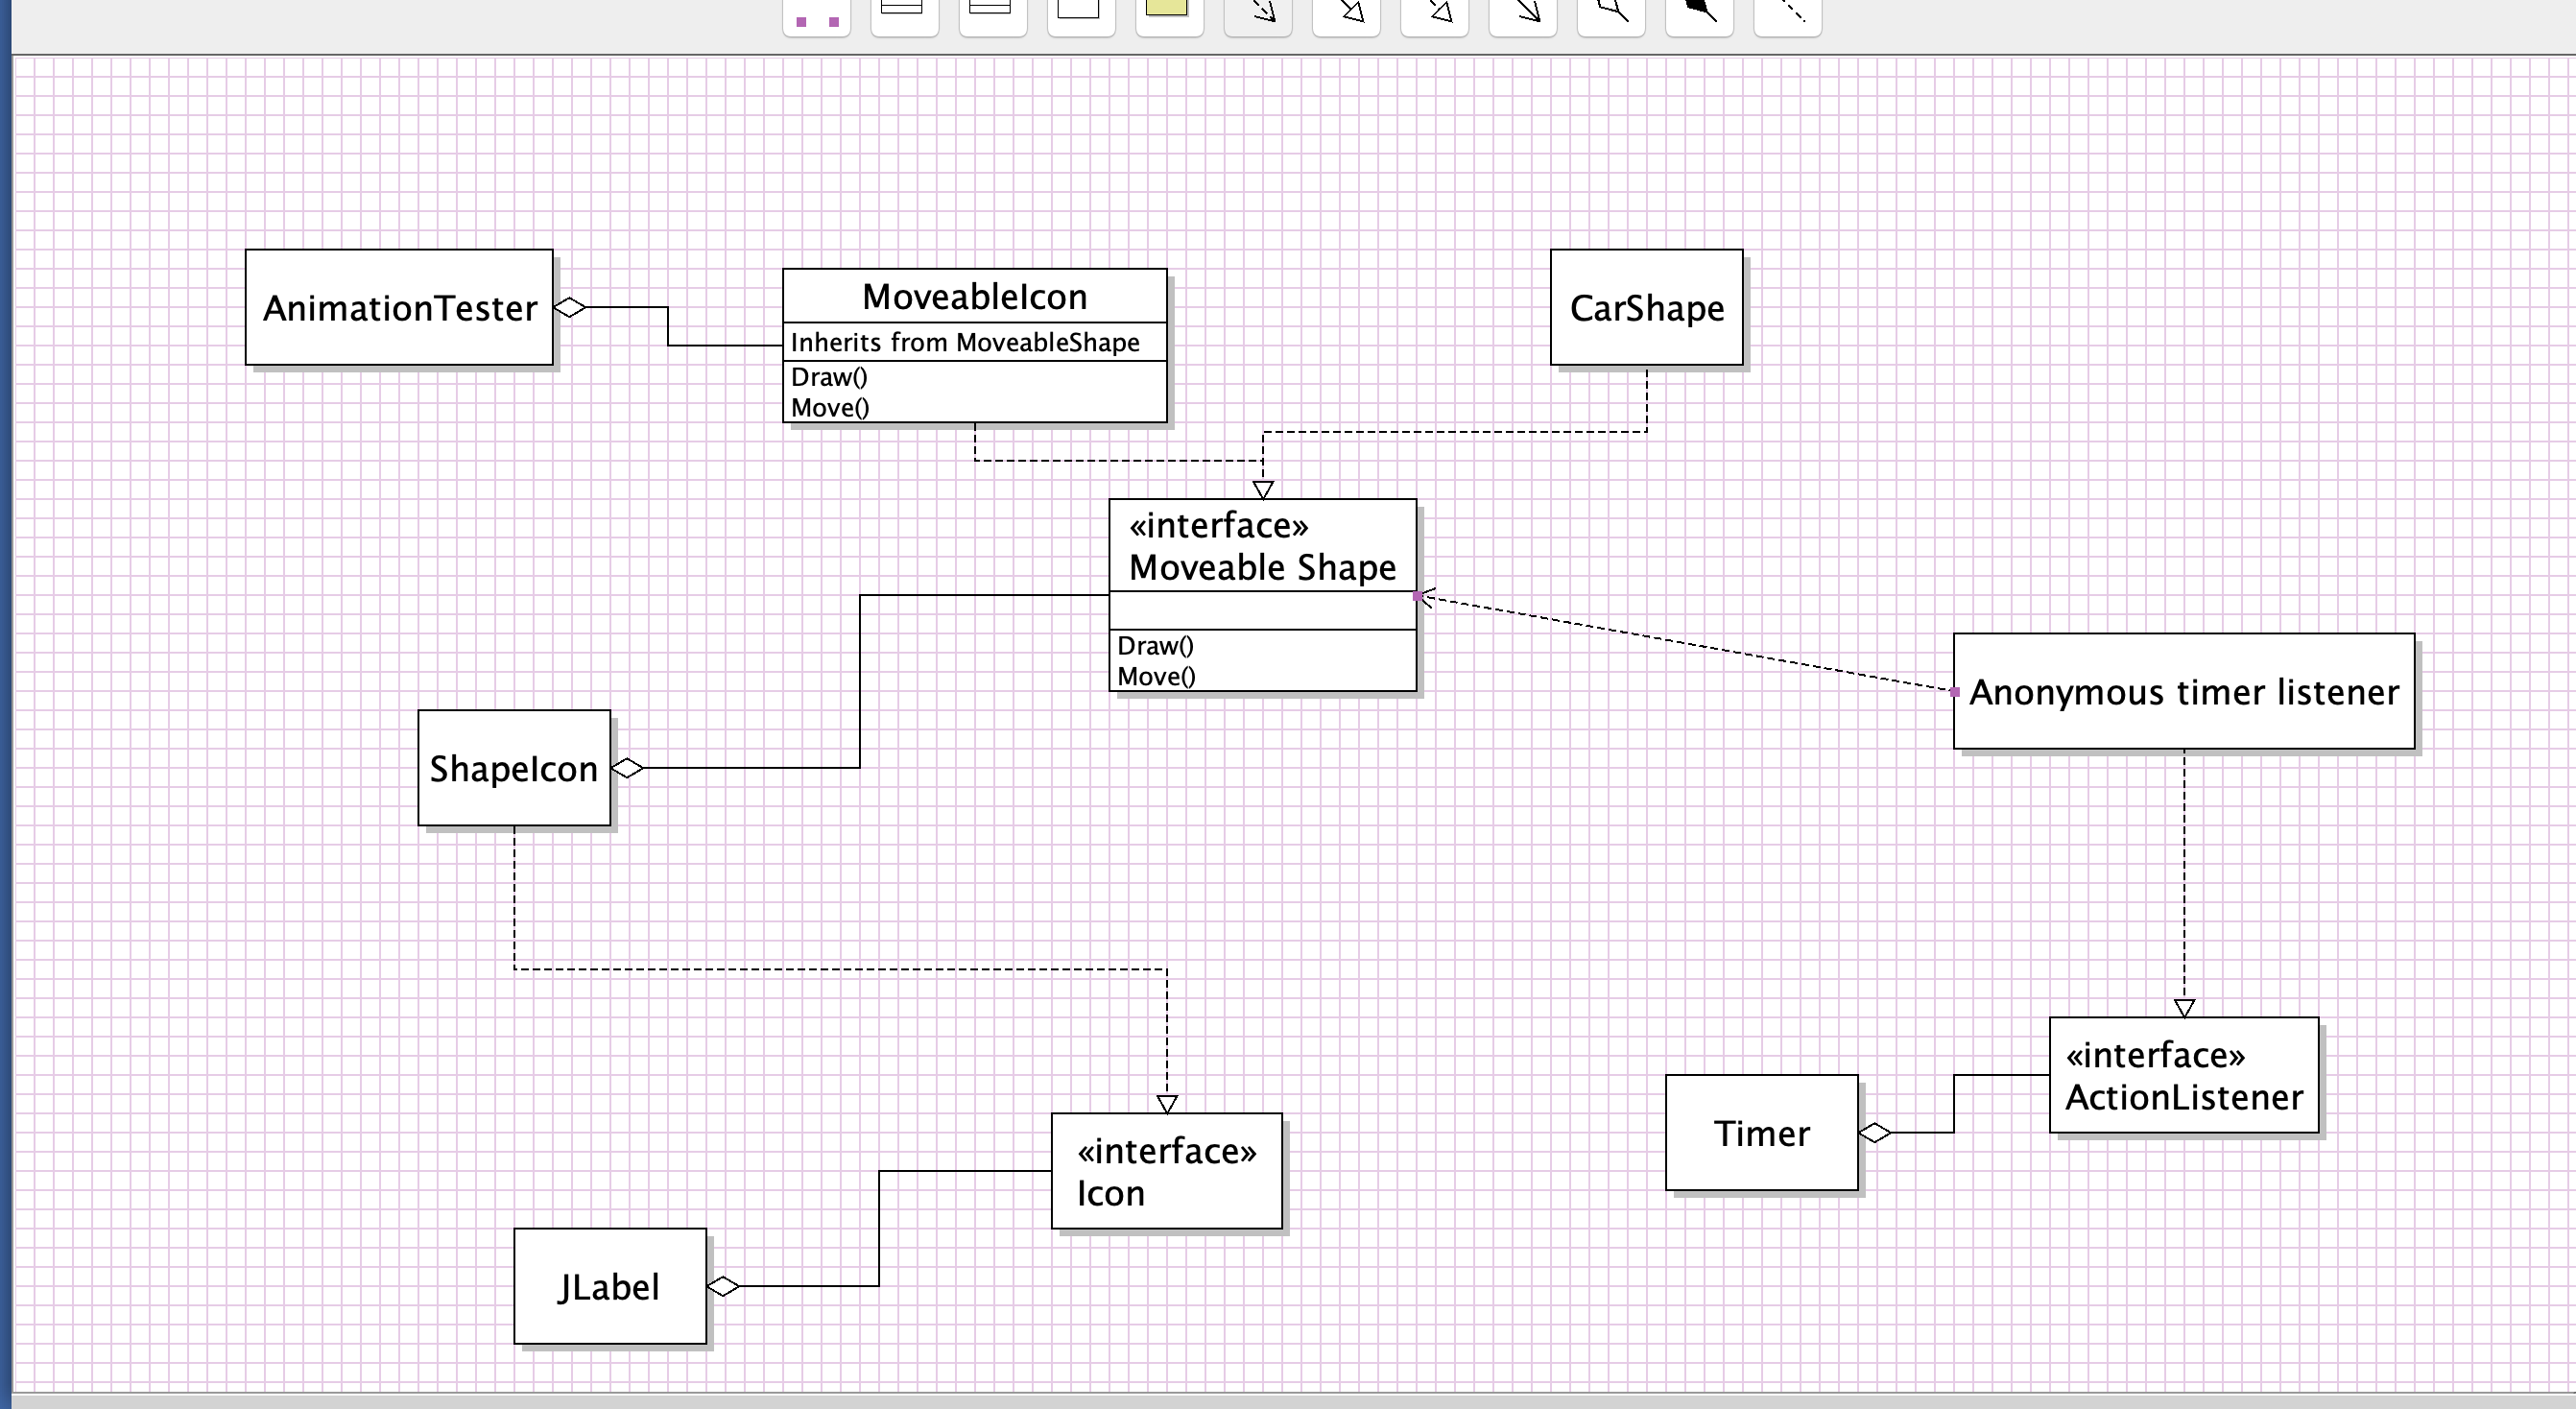 AnimationTester
MoveableIcon
Inherits from MoveableShape
Draw()
Move()
CarShape
«interface»
Moveable Shape
Draw()
Move()
Anonymous timer listener
ShapeIcon
«interface»
ActionListener
Timer
«interface»
Icon
JLabel